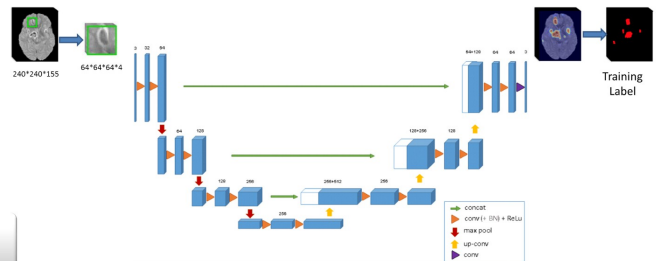 240*240*155
64*64*64*4
3 32 64
64 128
128 256
256
256+512 256
128+256 128
64+128 64 64 3
Training
Label
concat
conv (+ BN) + ReLu
max pool
up-conv
conv